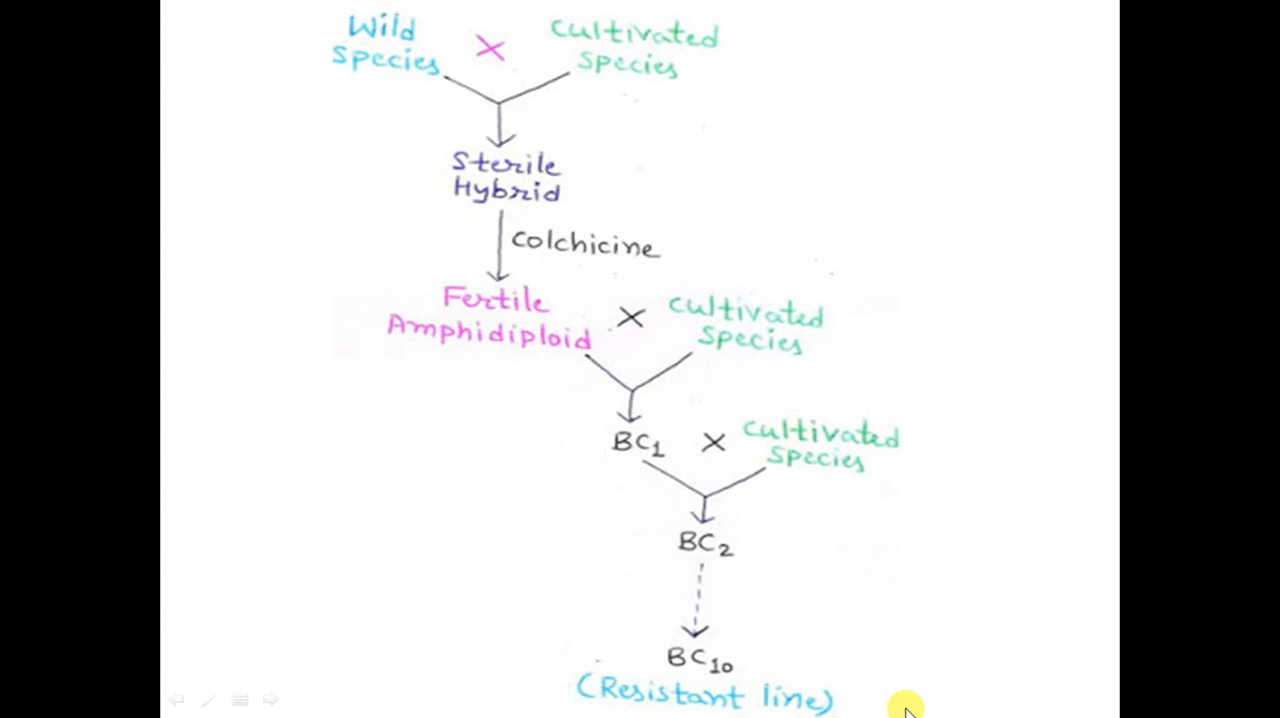 Wild
Species
X
Cultivated
Species
Sterile
Hybrid
Colchicine
Fertile
Amphidiploid
X
Cultivated
Species
BC1
X
Cultivated
Species
BC2
BC10
(Resistant line)